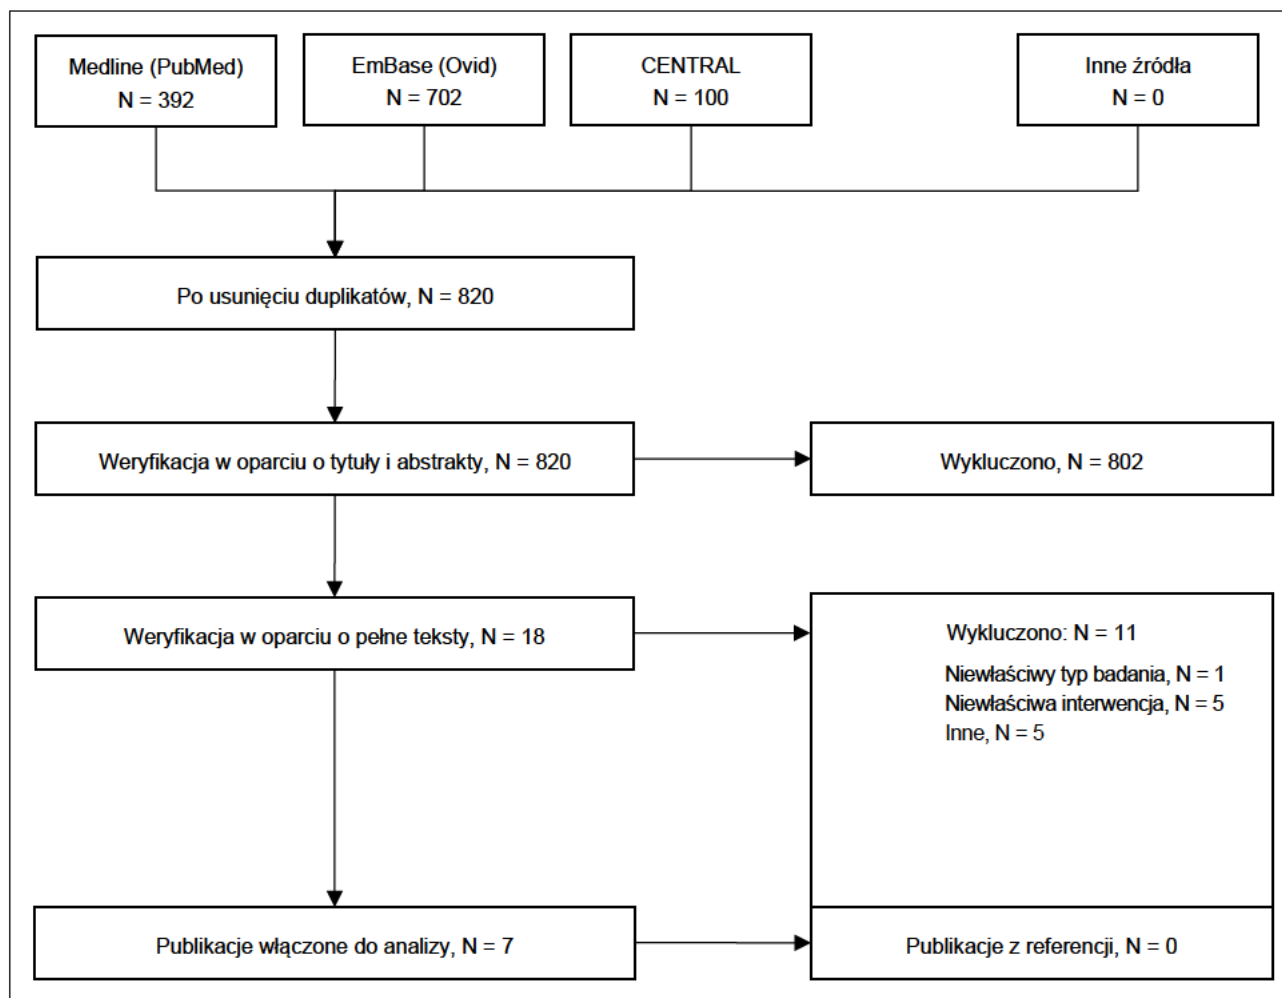 Medline (PubMed)
N = 392
EmBase (Ovid)
N = 702
CENTRAL
N = 100
Inne źródła
N = 0
Po usunięciu duplikatów, N = 820
Weryfikacja w oparciu o tytuły i abstrakty, N = 820
Wykluczono, N = 802
Weryfikacja w oparciu o pełne teksty, N = 18
Wykluczono: N = 11
Niewłaściwy typ badania, N = 1
Niewłaściwa interwencja, N = 5
Inne, N = 5
Publikacje włączone do analizy, N = 7
Publikacje z referencji, N = 0